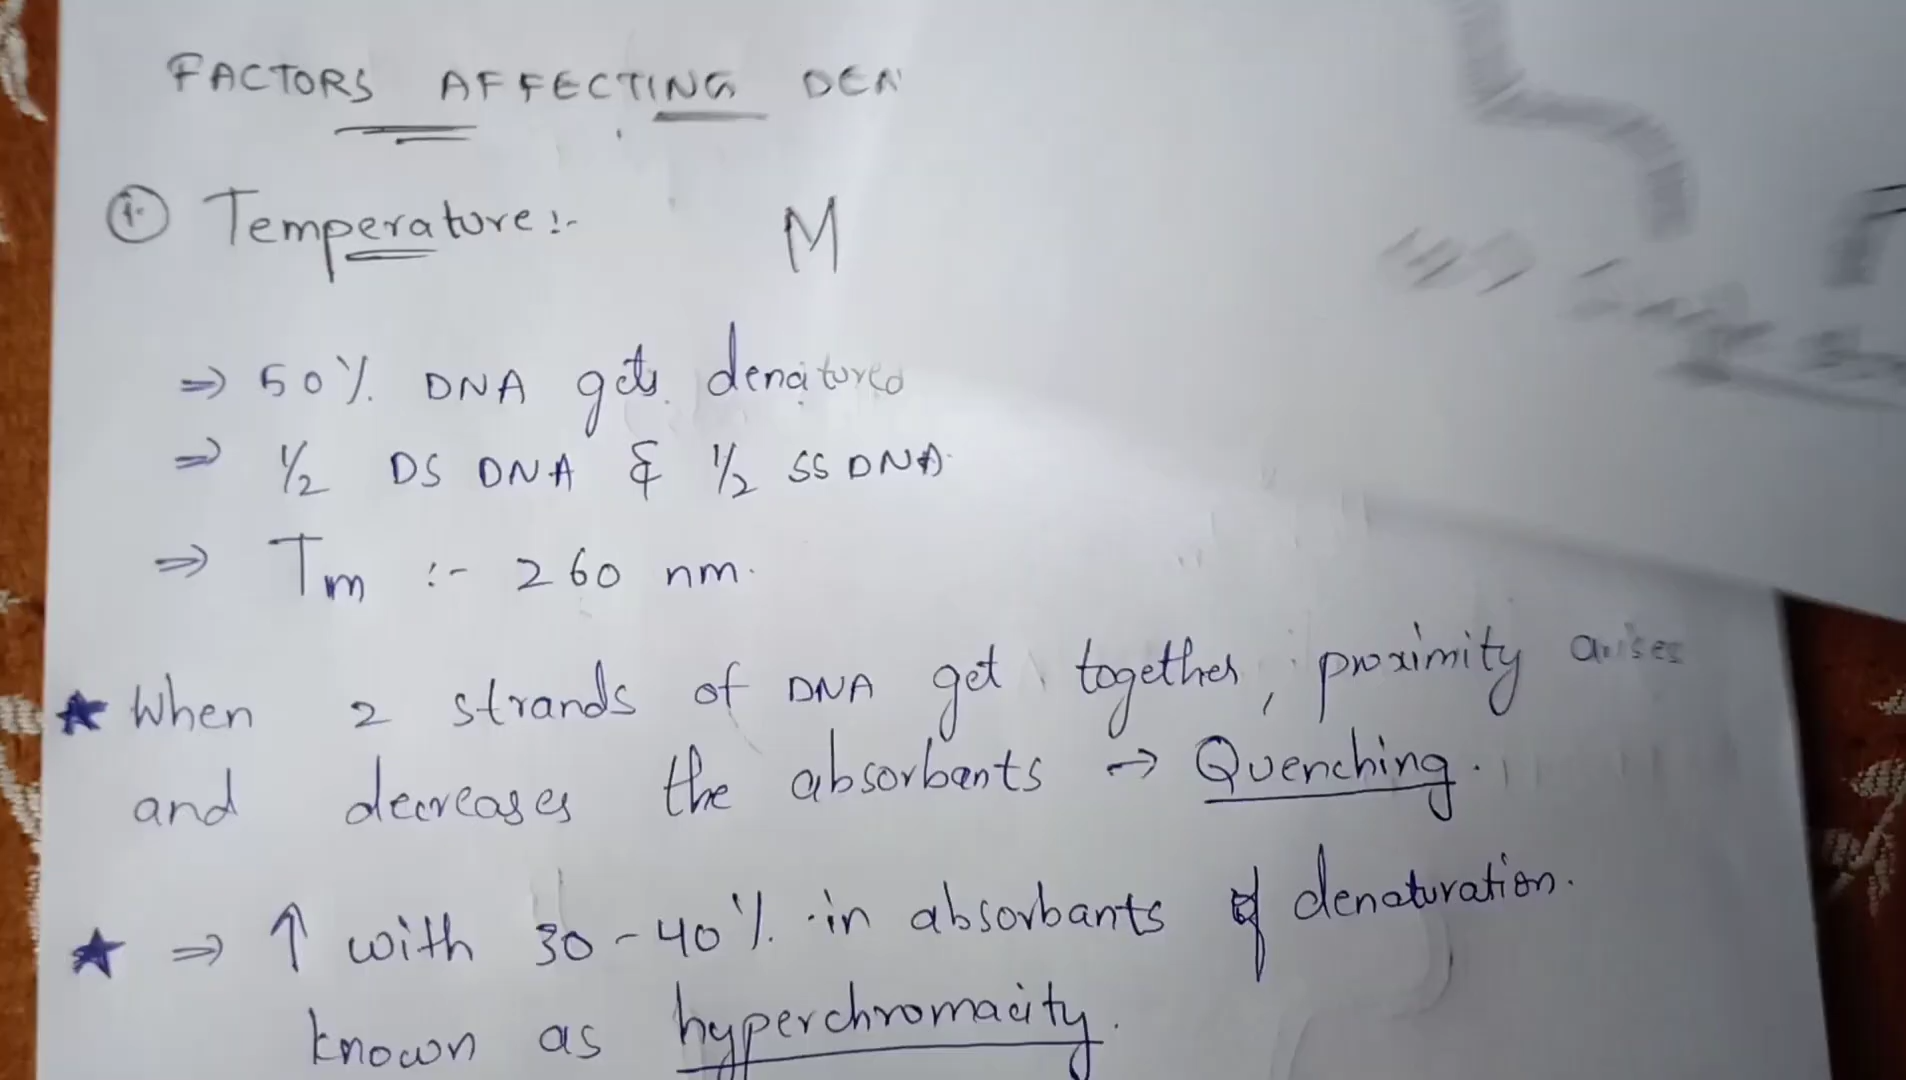 FACTORS AFFECTING DEN
1. Temperature :- M
⇒ 50% DNA gets denatured
⇒ 1/2 DS DNA & 1/2 SS DNA.
⇒ Tm :- 260 nm.
★ When 2 strands of DNA get together, proximity arises
and decreases the absorbants → Quenching.
★ ⇒ ↑ with 30-40% in absorbants of denaturation.
known as hyperchromacity.